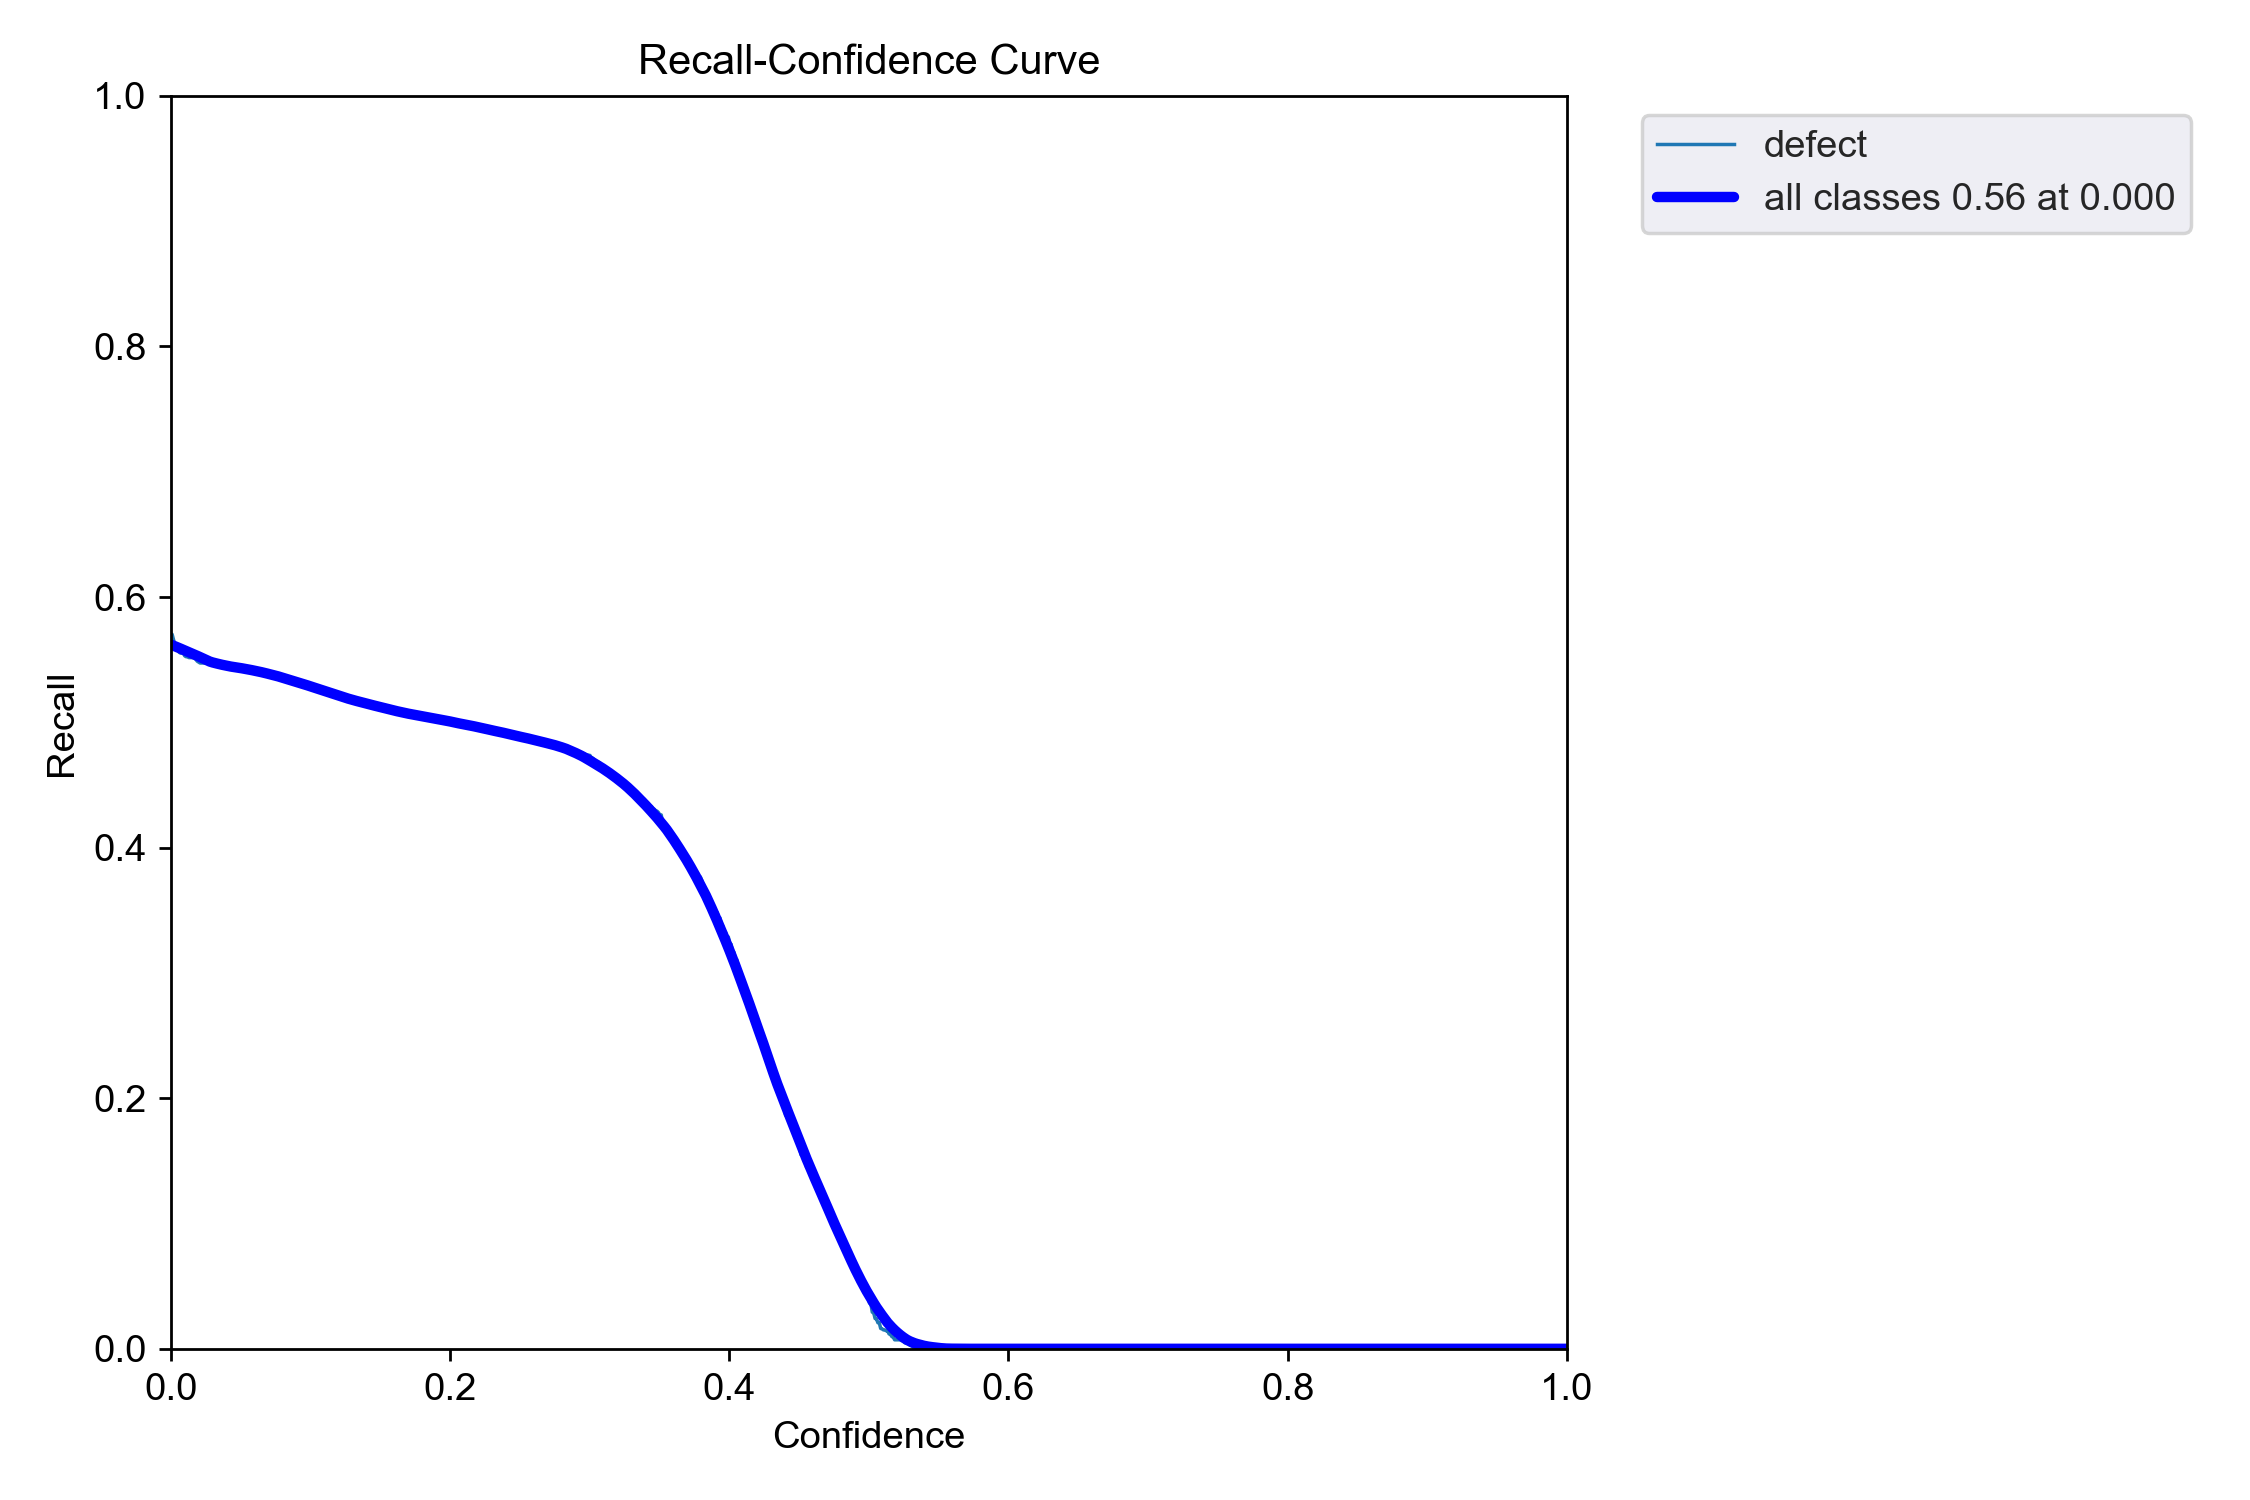 Recall-Confidence Curve
1.0
0.8
0.6
0.4
0.2
0.0
Recall
0.0 0.2 0.4 0.6 0.8 1.0
Confidence
defect
all classes 0.56 at 0.000